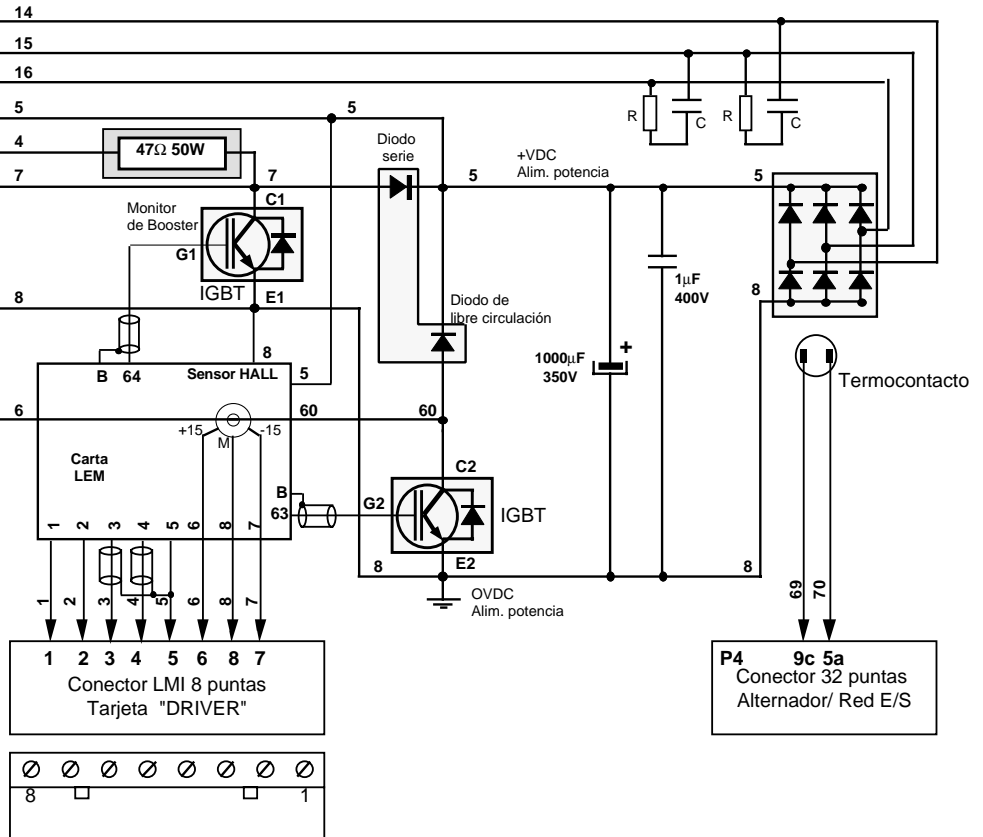 14
15
16
5
5
4
47Ω 50W
7
7
C1
Diodo
serie
+VDC
Alim. potencia
5
5
R
C
R
C
Monitor
de Booster
G1
IGBT
E1
8
8
8
Diodo de
libre circulación
1µF
400V
1000µF
350V
+
Termocontacto
B 64
Sensor HALL
5
6
60
60
+15
M
-15
Carta
LEM
C2
B
63
G2
IGBT
E2
1 2 3 4 5 6 8 7
8
8
OVDC
Alim. potencia
1 2 3 4 5 6 8 7
69 70
1 2 3 4 5 6 8 7
Conector LMI 8 puntas
Tarjeta "DRIVER"
P4 9c 5a
Conector 32 puntas
Alternador/ Red E/S
8 1